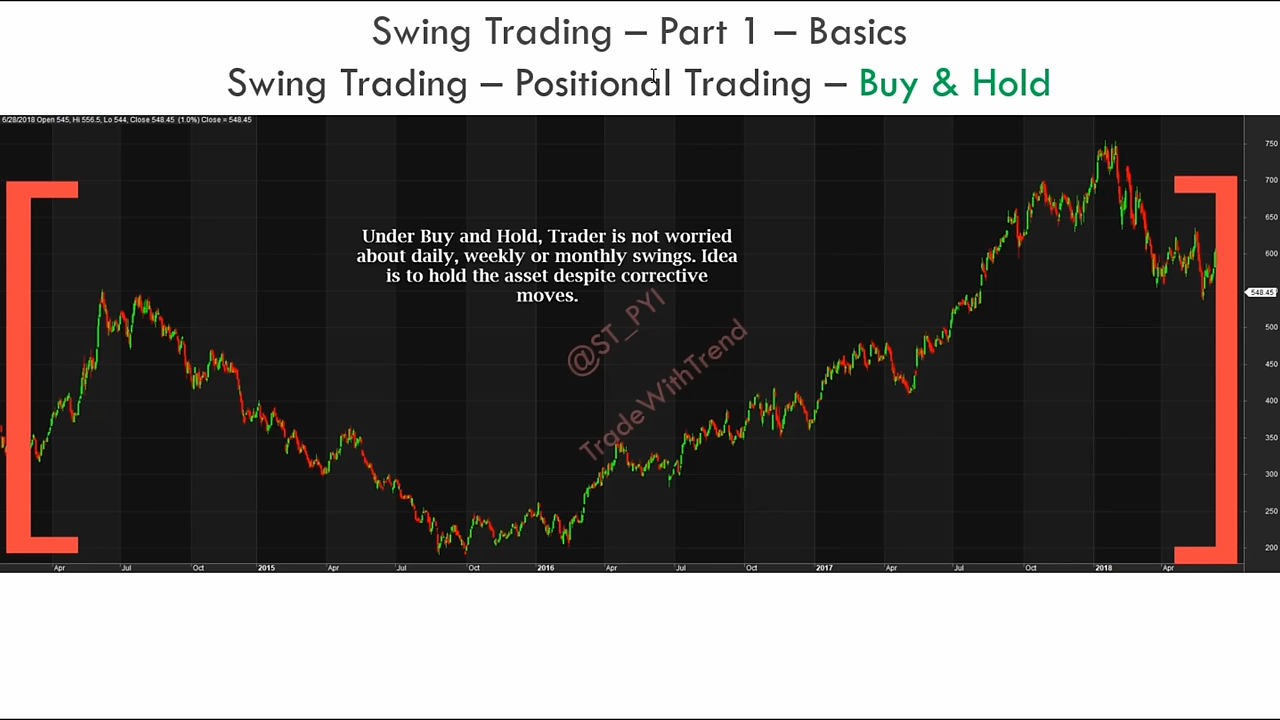 Swing Trading – Part 1 – Basics
Swing Trading – Positional Trading – Buy & Hold
6/28/2018 Open 545, Hi 556.5, Lo 544, Close 548.45 (1.0%) Close = 548.45
750
700
Under Buy and Hold, Trader is not worried
about daily, weekly or monthly swings. Idea
is to hold the asset despite corrective
moves.
650
600
548.45
@ST_PYI
TradeWithTrend
500
450
400
350
300
250
200
Apr Jul Oct 2015 Apr Jul Oct 2016 Apr Jul Oct 2017 Apr Jul Oct 2018 Apr